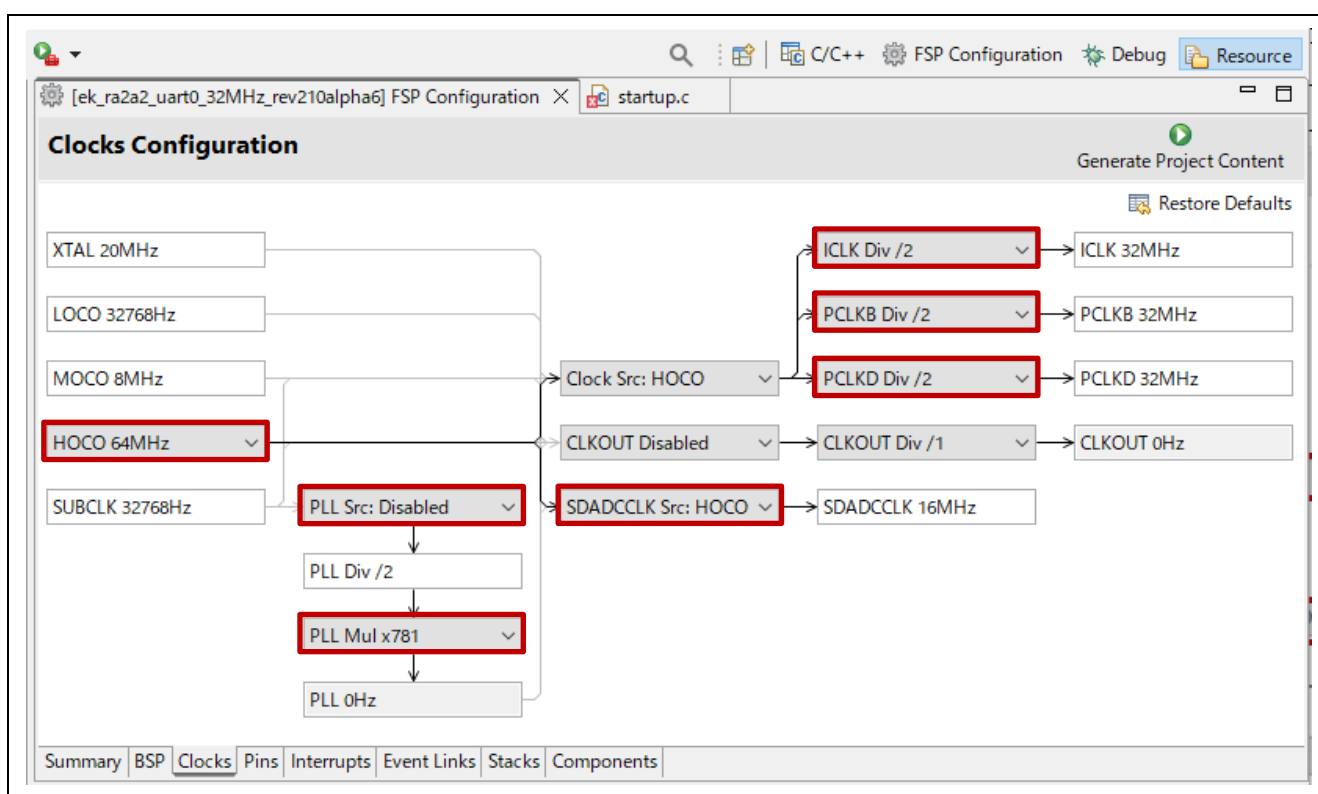 C/C++ FSP Configuration Debug Resource
[ek_ra2a2_uart0_32MHz_rev210alpha6] FSP Configuration startup.c
Clocks Configuration
Generate Project Content
Restore Defaults
XTAL 20MHz ICLK Div /2 ICLK 32MHz
LOCO 32768Hz PCLKB Div /2 PCLKB 32MHz
MOCO 8MHz Clock Src: HOCO PCLKD Div /2 PCLKD 32MHz
HOCO 64MHz CLKOUT Disabled CLKOUT Div /1 CLKOUT 0Hz
SUBCLK 32768Hz PLL Src: Disabled SDADCCLK Src: HOCO SDADCCLK 16MHz
PLL Div /2
PLL Mul x781
PLL 0Hz
Summary BSP Clocks Pins Interrupts Event Links Stacks Components